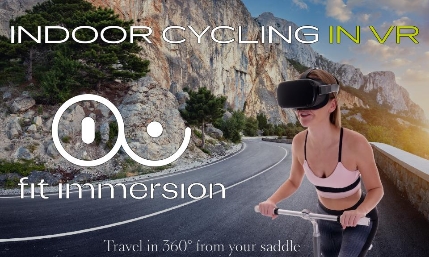 INDOOR CYCLING IN VR
fit immersion
Travel in 360° from your saddle